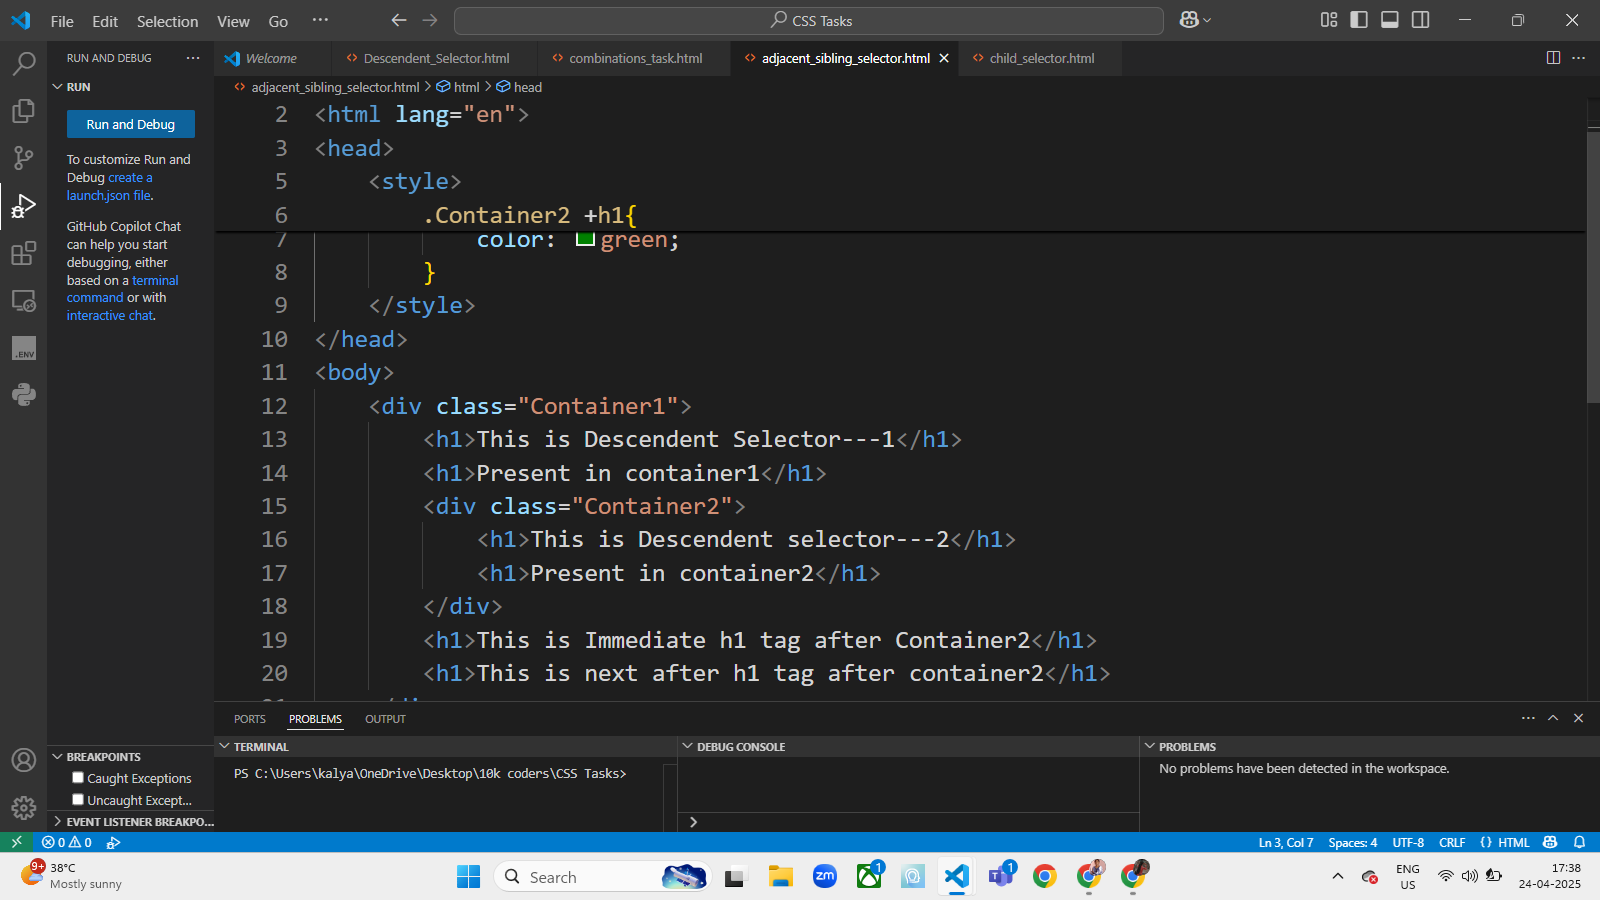 File Edit Selection View Go ···
CSS Tasks
RUN AND DEBUG ···
Welcome
Descendent_Selector.html
combinations_task.html
adjacent_sibling_selector.html
child_selector.html
RUN
Run and Debug
To customize Run and
Debug create a
launch.json file.
GitHub Copilot Chat
can help you start
debugging, either
based on a terminal
command or with
interactive chat.
.ENV
BREAKPOINTS
Caught Exceptions
Uncaught Except...
EVENT LISTENER BREAKPO...
adjacent_sibling_selector.html > html > head
2 <html lang="en">
3 <head>
5 <style>
6 .Container2 +h1{
7 color: green;
8 }
9 </style>
10 </head>
11 <body>
12 <div class="Container1">
13 <h1>This is Descendent Selector---1</h1>
14 <h1>Present in container1</h1>
15 <div class="Container2">
16 <h1>This is Descendent selector---2</h1>
17 <h1>Present in container2</h1>
18 </div>
19 <h1>This is Immediate h1 tag after Container2</h1>
20 <h1>This is next after h1 tag after container2</h1>
PORTS PROBLEMS OUTPUT
TERMINAL
PS C:\Users\kalya\OneDrive\Desktop\10k coders\CSS Tasks>
DEBUG CONSOLE
>
PROBLEMS
No problems have been detected in the workspace.
0 0
Ln 3, Col 7 Spaces: 4 UTF-8 CRLF {} HTML
9+
38°C
Mostly sunny
Search
zm
1
1
ENG
US
17:38
24-04-2025